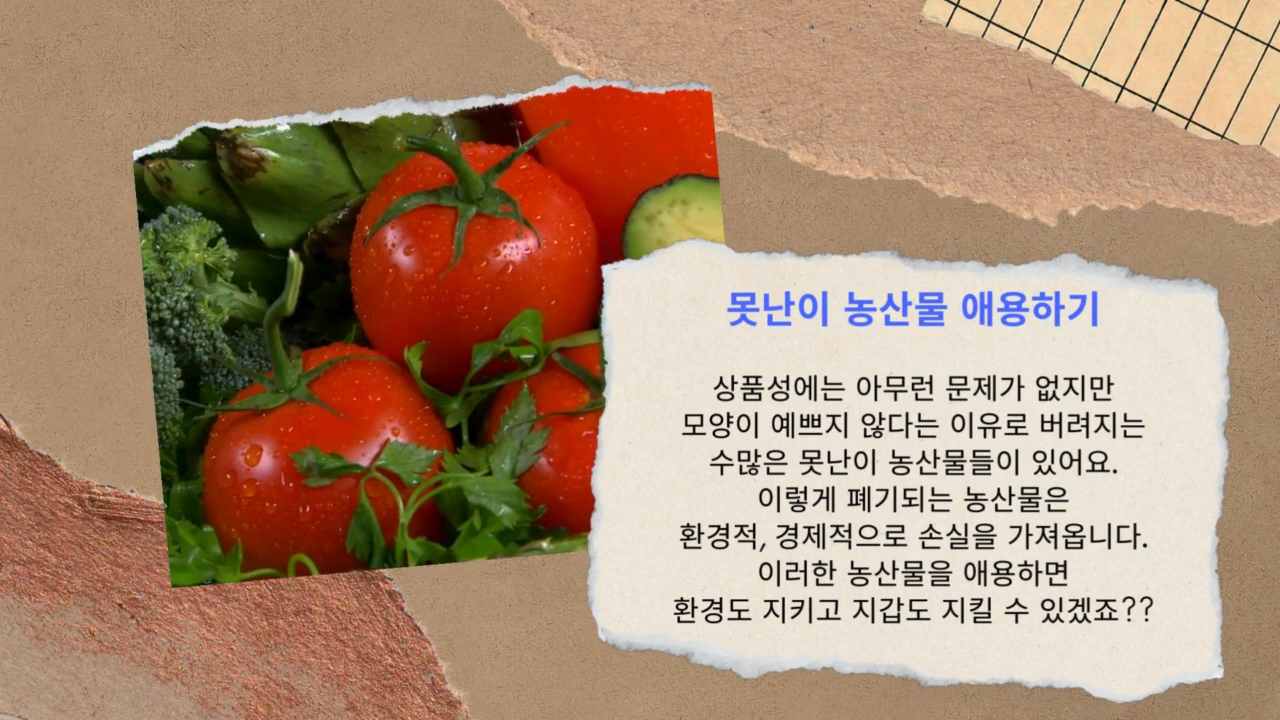 못난이 농산물 애용하기
상품성에는 아무런 문제가 없지만
모양이 예쁘지 않다는 이유로 버려지는
수많은 못난이 농산물들이 있어요.
이렇게 폐기되는 농산물은
환경적, 경제적으로 손실을 가져옵니다.
이러한 농산물을 애용하면
환경도 지키고 지갑도 지킬 수 있겠죠??